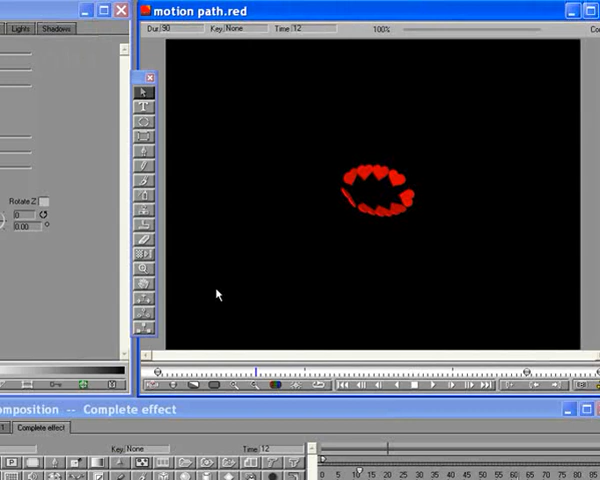 motion path.red
Lights Shadows
Dur: 90 Key: None Time: 12 100% Co
T
Rotate Z
0
0.00
omposition -- Complete effect
1 Complete effect
Key: None Time: 12
P T T
0 5 10 15 20 25 30 35 40 45 50 55 60 65 70 75 80 85